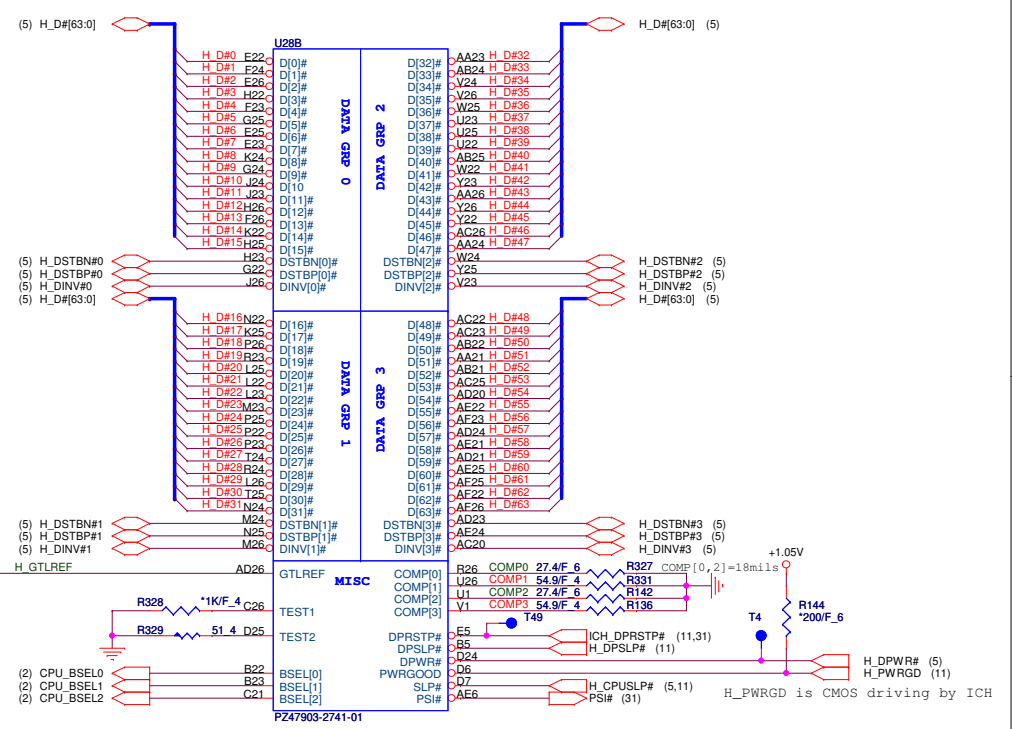 (5) H_D#[63:0] H_D#[63:0] (5)
U28B
H_D#0 E22 D[0]# D[32]# AA23 H_D#32
H_D#1 F24 D[1]# D[33]# AB24 H_D#33
H_D#2 E26 D[2]# D[34]# V24 H_D#34
H_D#3 H22 D[3]# D[35]# V26 H_D#35
H_D#4 F23 D[4]# D[36]# W25 H_D#36
H_D#5 G25 D[5]# D[37]# U23 H_D#37
H_D#6 E25 D[6]# D[38]# U25 H_D#38
H_D#7 E23 D[7]# D[39]# U22 H_D#39
H_D#8 K24 D[8]# D[40]# AB25 H_D#40
H_D#9 G24 D[9]# D[41]# W22 H_D#41
H_D#10 J24 D[10 D[42]# Y23 H_D#42
H_D#11 J23 D[11]# D[43]# AA26 H_D#43
H_D#12 H26 D[12]# D[44]# Y26 H_D#44
H_D#13 F26 D[13]# D[45]# Y22 H_D#45
H_D#14 K22 D[14]# D[46]# AC26 H_D#46
H_D#15 H25 D[15]# D[47]# AA24 H_D#47
DATA GRP 0
DATA GRP 2
(5) H_DSTBN#0 H23 DSTBN[0]# DSTBN[2]# W24 H_DSTBN#2 (5)
(5) H_DSTBP#0 G22 DSTBP[0]# DSTBP[2]# Y25 H_DSTBP#2 (5)
(5) H_DINV#0 J26 DINV[0]# DINV[2]# V23 H_DINV#2 (5)
(5) H_D#[63:0] H_D#[63:0] (5)
H_D#16 N22 D[16]# D[48]# AC22 H_D#48
H_D#17 K25 D[17]# D[49]# AC23 H_D#49
H_D#18 P26 D[18]# D[50]# AB22 H_D#50
H_D#19 R23 D[19]# D[51]# AA21 H_D#51
H_D#20 L25 D[20]# D[52]# AB21 H_D#52
H_D#21 L22 D[21]# D[53]# AC25 H_D#53
H_D#22 L23 D[22]# D[54]# AD20 H_D#54
H_D#23 M23 D[23]# D[55]# AE22 H_D#55
H_D#24 P25 D[24]# D[56]# AF23 H_D#56
H_D#25 P22 D[25]# D[57]# AD24 H_D#57
H_D#26 P23 D[26]# D[58]# AE21 H_D#58
H_D#27 T24 D[27]# D[59]# AD21 H_D#59
H_D#28 R24 D[28]# D[60]# AE25 H_D#60
H_D#29 L26 D[29]# D[61]# AF25 H_D#61
H_D#30 T25 D[30]# D[62]# AF22 H_D#62
H_D#31 N24 D[31]# D[63]# AF26 H_D#63
DATA GRP 1
DATA GRP 3
(5) H_DSTBN#1 M24 DSTBN[1]# DSTBN[3]# AD23 H_DSTBN#3 (5)
(5) H_DSTBP#1 N25 DSTBP[1]# DSTBP[3]# AE24 H_DSTBP#3 (5)
(5) H_DINV#1 M26 DINV[1]# DINV[3]# AC20 H_DINV#3 (5)
+1.05V
H_GTLREF AD26 GTLREF MISC COMP[0] R26 COMP0 27.4/F_6 R327 COMP[0,2]=18mils
COMP[1] U26 COMP1 54.9/F_4 R331
COMP[2] U1 COMP2 27.4/F_6 R142
COMP[3] V1 COMP3 54.9/F_4 R136
R328 *1K/F_4 C26 TEST1
R144
*200/F_6
T49 T4
R329 51_4 D25 TEST2 DPRSTP# E5 ICH_DPRSTP# (11,31)
DPSLP# B5 H_DPSLP# (11)
DPWR# D24 H_DPWR# (5)
(2) CPU_BSEL0 B22 BSEL[0] PWRGOOD D6 H_PWRGD (11)
(2) CPU_BSEL1 B23 BSEL[1] SLP# D7 H_CPUSLP# (5,11)
(2) CPU_BSEL2 C21 BSEL[2] PSI# AE6 PSI# (31)
H_PWRGD is CMOS driving by ICH
PZ47903-2741-01